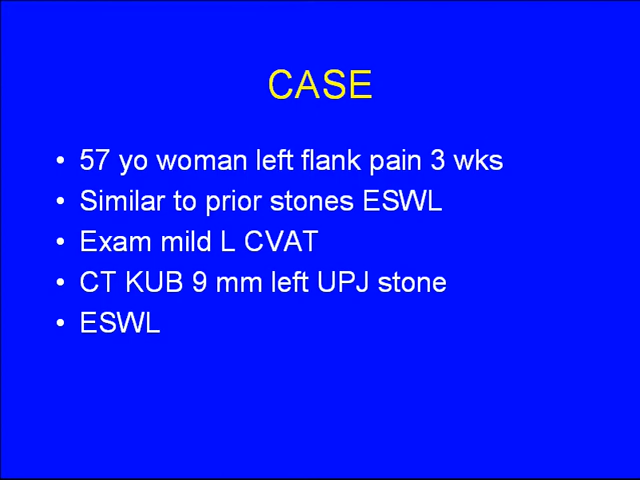 CASE
• 57 yo woman left flank pain 3 wks
• Similar to prior stones ESWL
• Exam mild L CVAT
• CT KUB 9 mm left UPJ stone
• ESWL